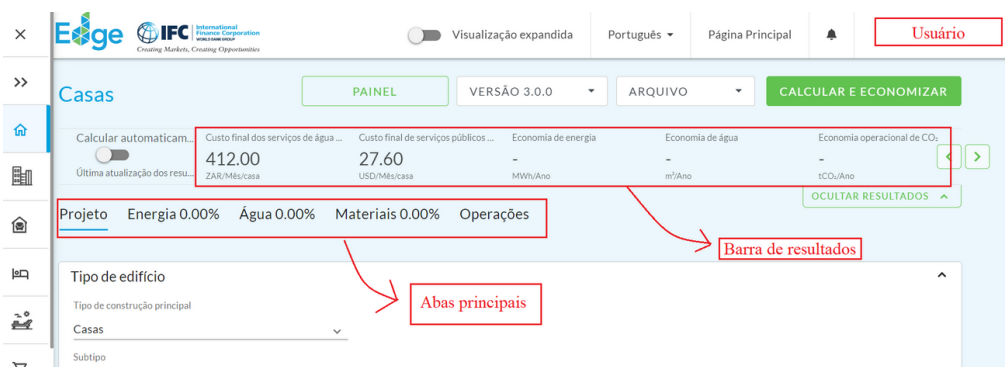 Edge
IFC International
Finance Corporation
WORLD BANK GROUP
Creating Markets, Creating Opportunities
Visualização expandida
Português
Página Principal
Usuário
Casas
PAINEL
VERSÃO 3.0.0
ARQUIVO
CALCULAR E ECONOMIZAR
Calcular automaticam...
Última atualização dos resu...
Custo final dos serviços de água ...
412.00
ZAR/Mês/casa
Custo final de serviços públicos ...
27.60
USD/Mês/casa
Economia de energia
-
MWh/Ano
Economia de água
-
m³/Ano
Economia operacional de CO₂
-
tCO₂/Ano
OCULTAR RESULTADOS
Projeto Energia 0.00% Água 0.00% Materiais 0.00% Operações
Barra de resultados
Abas principais
Tipo de edifício
Tipo de construção principal
Casas
Subtipo